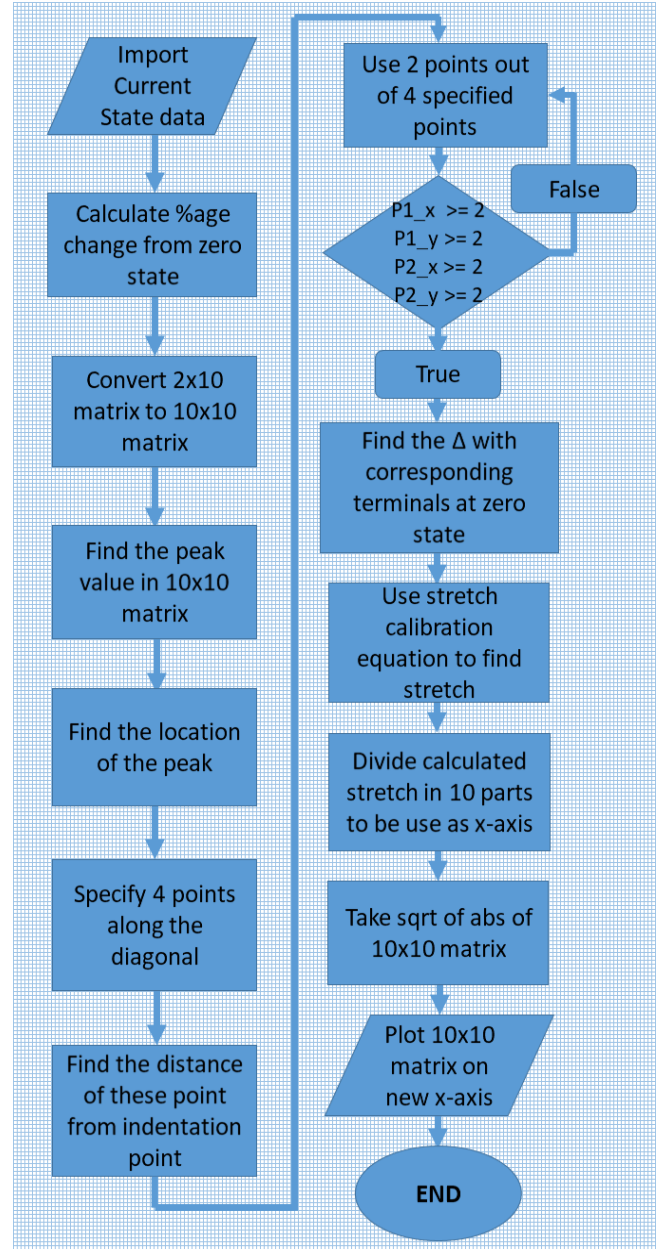 Import
Current
State data
Calculate %age
change from zero
state
Convert 2x10
matrix to 10x10
matrix
Find the peak
value in 10x10
matrix
Find the location
of the peak
Specify 4 points
along the
diagonal
Find the distance
of these point
from indentation
point
Use 2 points out
of 4 specified
points
False
P1_x >= 2
P1_y >= 2
P2_x >= 2
P2_y >= 2
True
Find the Δ with
corresponding
terminals at zero
state
Use stretch
calibration
equation to find
stretch
Divide calculated
stretch in 10 parts
to be use as x-axis
Take sqrt of abs of
10x10 matrix
Plot 10x10
matrix on
new x-axis
END